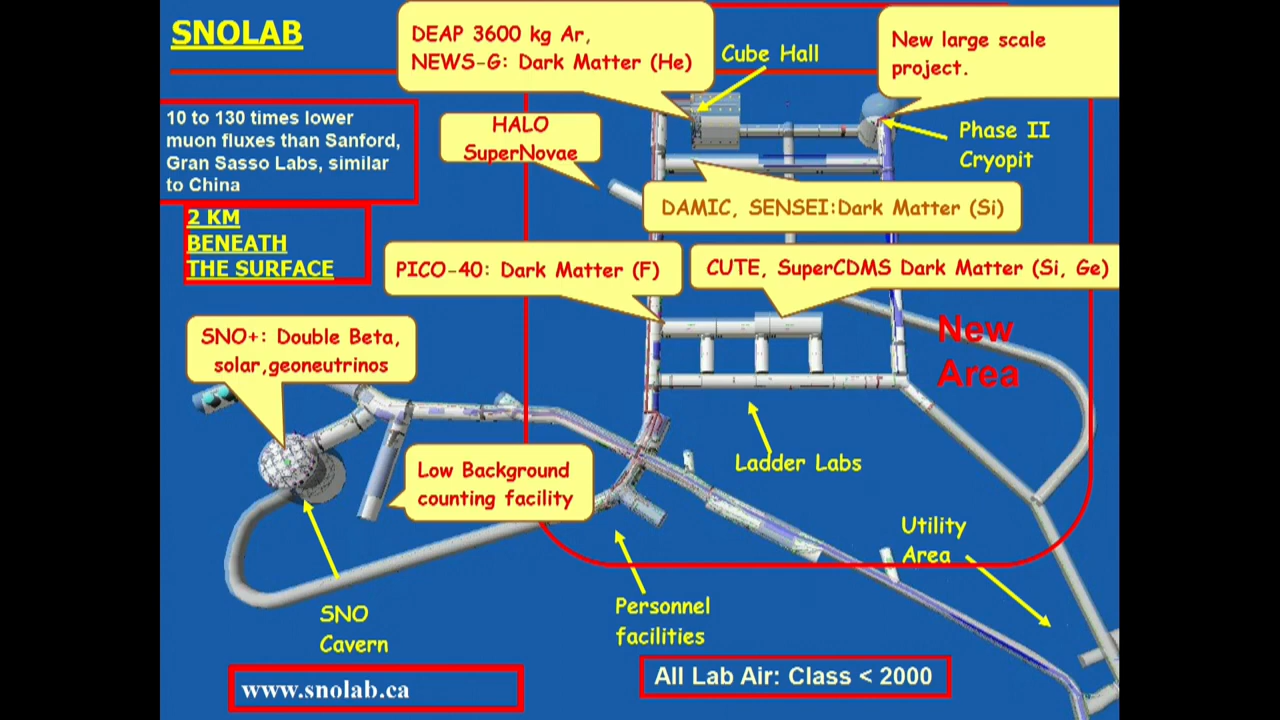 SNOLAB
DEAP 3600 kg Ar,
NEWS-G: Dark Matter (He)
Cube Hall
New large scale
project.
10 to 130 times lower
muon fluxes than Sanford,
Gran Sasso Labs, similar
to China
HALO
SuperNovae
Phase II
Cryopit
2 KM
BENEATH
THE SURFACE
DAMIC, SENSEI:Dark Matter (Si)
PICO-40: Dark Matter (F)
CUTE, SuperCDMS Dark Matter (Si, Ge)
New
Area
SNO+: Double Beta,
solar,geoneutrinos
Low Background
counting facility
Ladder Labs
Utility
Area
SNO
Cavern
Personnel
facilities
www.snolab.ca
All Lab Air: Class < 2000